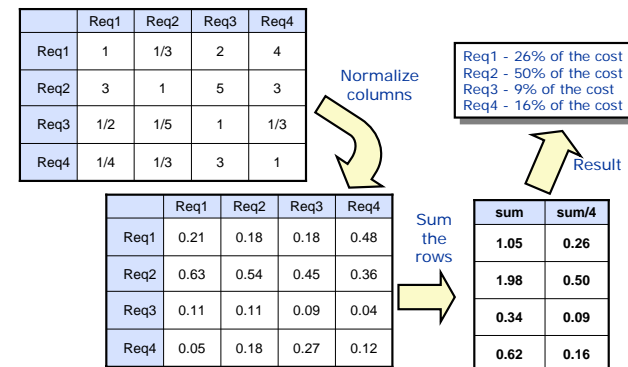 Req1 Req2 Req3 Req4
Req1 1 1/3 2 4
Req2 3 1 5 3
Req3 1/2 1/5 1 1/3
Req4 1/4 1/3 3 1
Normalize
columns
Req1 - 26% of the cost
Req2 - 50% of the cost
Req3 - 9% of the cost
Req4 - 16% of the cost
Result
Req1 Req2 Req3 Req4
Req1 0.21 0.18 0.18 0.48
Req2 0.63 0.54 0.45 0.36
Req3 0.11 0.11 0.09 0.04
Req4 0.05 0.18 0.27 0.12
Sum
the
rows
sum sum/4
1.05 0.26
1.98 0.50
0.34 0.09
0.62 0.16